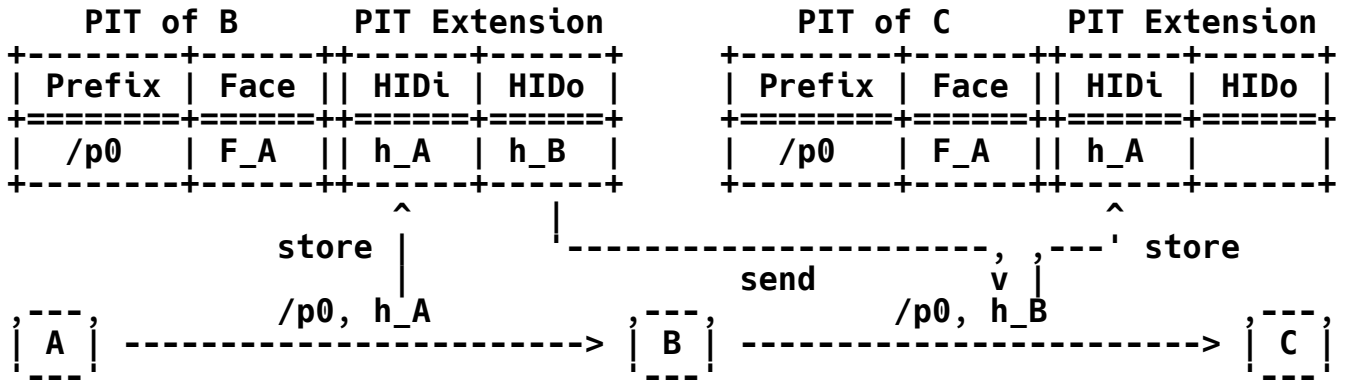 PIT of B PIT Extension PIT of C PIT Extension
+--------+------++------+------+ +--------+------++------+------+
| Prefix | Face || HIDi | HIDo | | Prefix | Face || HIDi | HIDo |
+========+======++======+======+ +========+======++======+======+
| /p0 | F_A || h_A | h_B | | /p0 | F_A || h_A | |
+--------+------++------+------+ +--------+------++------+------+
^ | ^
store | '----------------------, ,---' store
| send v |
,---, /p0, h_A ,---, /p0, h_B ,---,
| A | ------------------------> | B | ------------------------> | C |
'---' '---' '---'